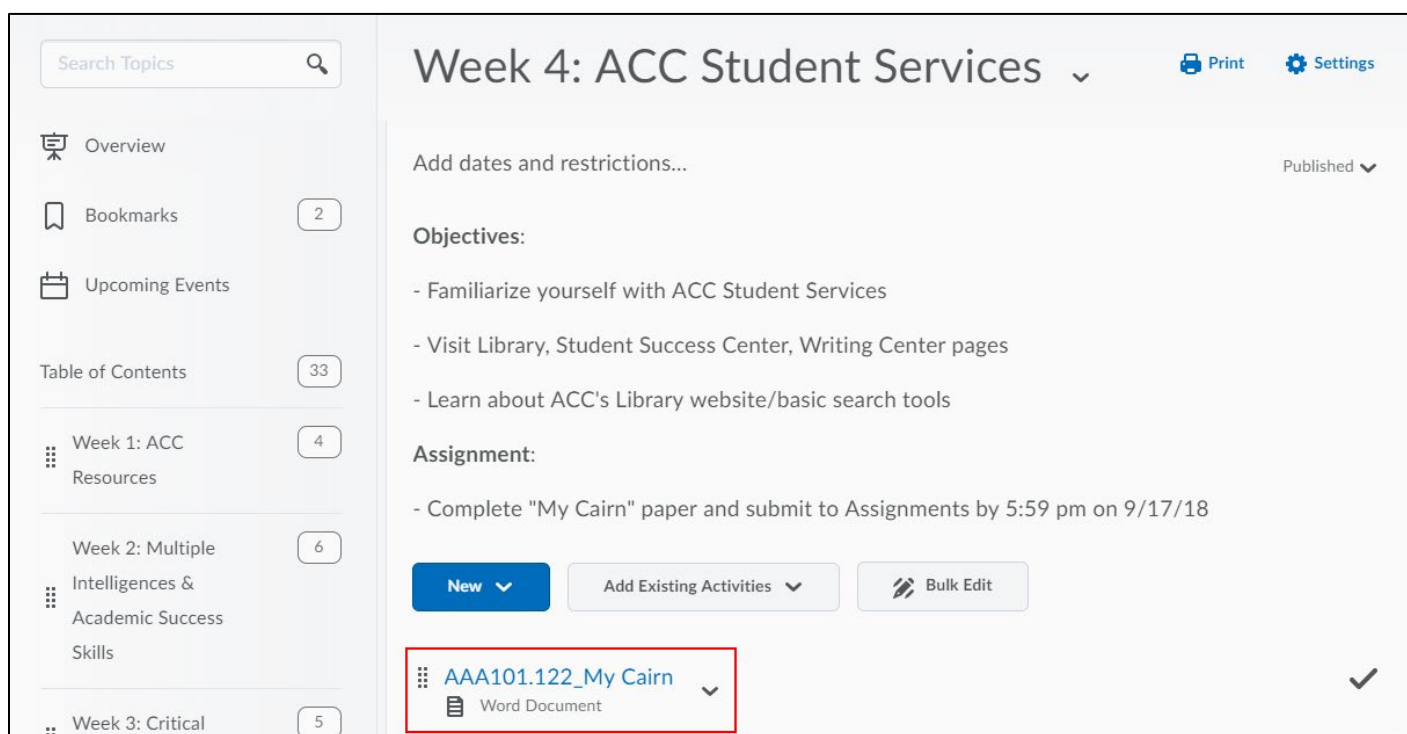 Search Topics
Overview
Bookmarks
2
Upcoming Events
Table of Contents
33
Week 1: ACC
Resources
4
Week 2: Multiple
Intelligences &
Academic Success
Skills
6
Week 3: Critical
5
Week 4: ACC Student Services
Print
Settings
Add dates and restrictions...
Published
Objectives:
- Familiarize yourself with ACC Student Services
- Visit Library, Student Success Center, Writing Center pages
- Learn about ACC's Library website/basic search tools
Assignment:
- Complete "My Cairn" paper and submit to Assignments by 5:59 pm on 9/17/18
New
Add Existing Activities
Bulk Edit
AAA101.122_My Cairn
Word Document